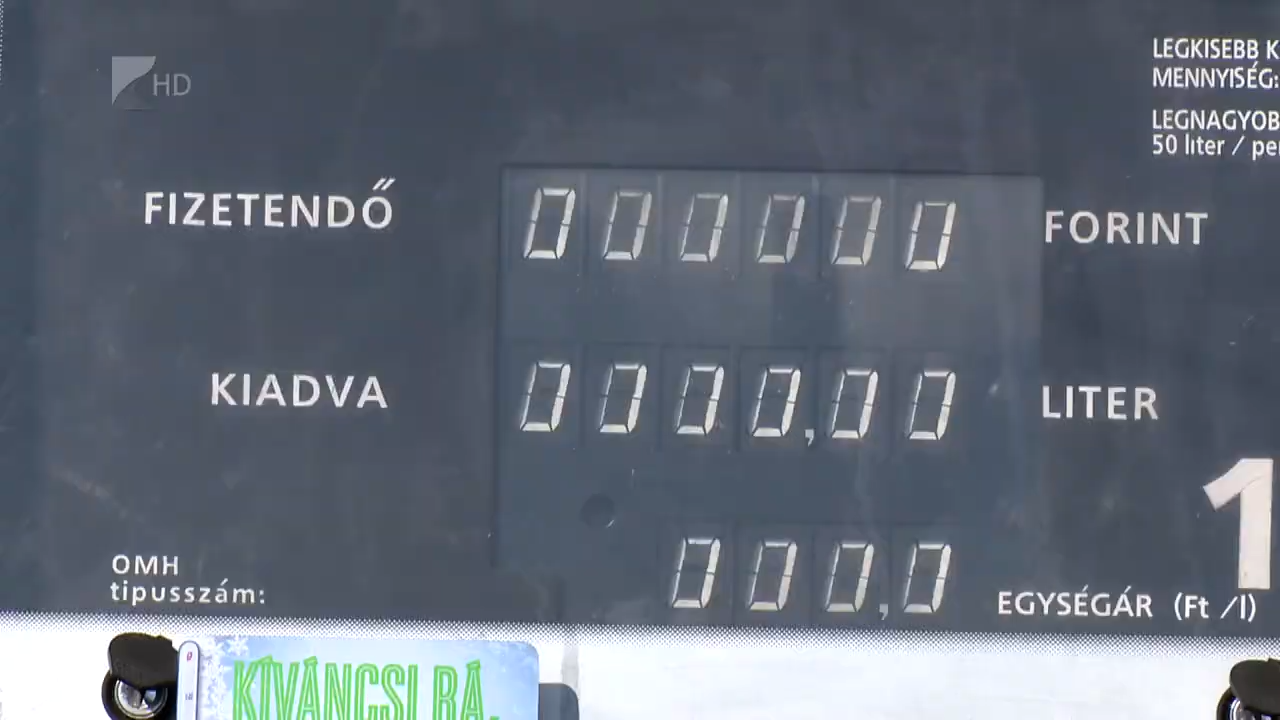 HD
LEGKISEBB K
MENNYISÉG:
LEGNAGYOB
50 liter / pe
FIZETENDŐ 000000 FORINT
KIADVA 0000,00 LITER
1
OMH
tipusszám:
000,0 EGYSÉGÁR (Ft /l)
KÍVÁNCSI RÁ,